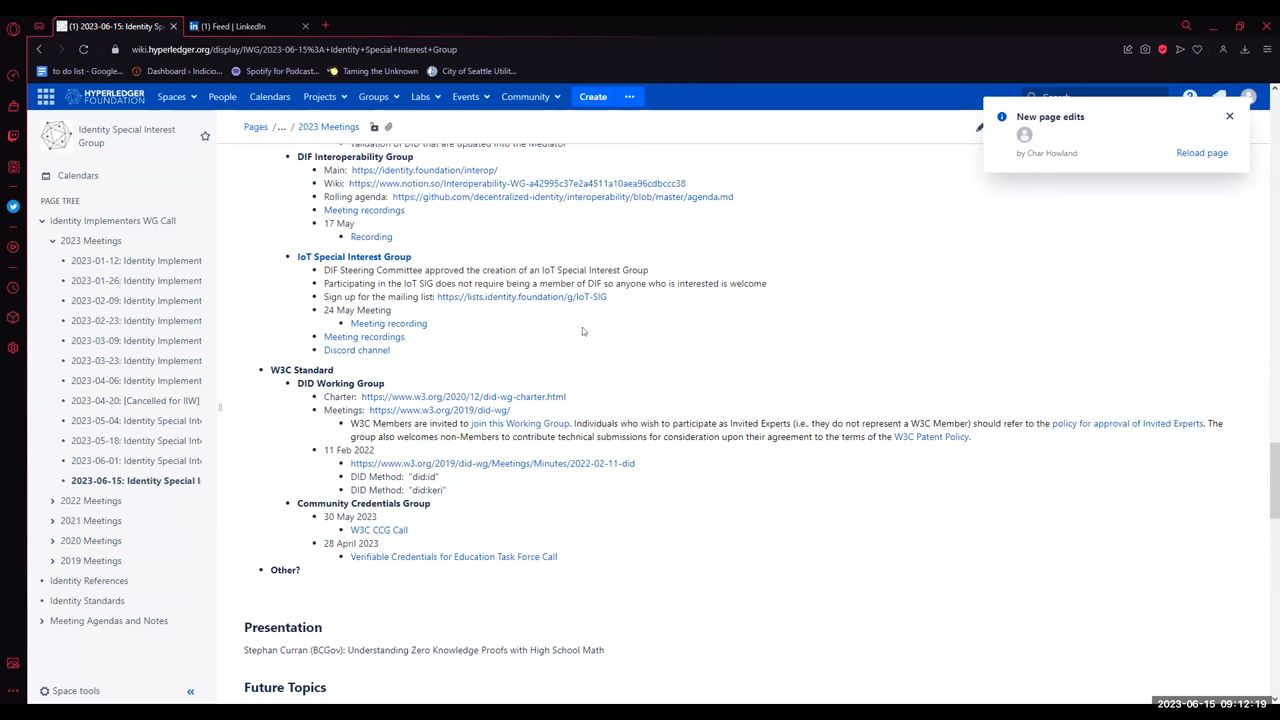 (1) 2023-06-15: Identity Sp
(1) Feed | LinkedIn
wiki.hyperledger.org/display/IWG/2023-06-15%3A+Identity+Special+Interest+Group
to do list - Google... Dashboard ‹ Indicio... Spotify for Podcast... Taming the Unknown City of Seattle Utilit...
HYPERLEDGER FOUNDATION Spaces People Calendars Projects Groups Labs Events Community Create Search
Identity Special Interest Group
Calendars
PAGE TREE
Identity Implementers WG Call
2023 Meetings
2023-01-12: Identity Implement
2023-01-26: Identity Implement
2023-02-09: Identity Implement
2023-02-23: Identity Implement
2023-03-09: Identity Implement
2023-03-23: Identity Implement
2023-04-06: Identity Implement
2023-04-20: [Cancelled for IIW]
2023-05-04: Identity Special Int
2023-05-18: Identity Special Int
2023-06-01: Identity Special Int
2023-06-15: Identity Special I
2022 Meetings
2021 Meetings
2020 Meetings
2019 Meetings
Identity References
Identity Standards
Meeting Agendas and Notes
Space tools
Pages /... / 2023 Meetings
New page edits
by Char Howland
Reload page
validation of DID that are updated into the Mediator
DIF Interoperability Group
Main: https://identity.foundation/interop/
Wiki: https://www.notion.so/Interoperability-WG-a42995c37e2a4511a10aea96cdbccc38
Rolling agenda: https://github.com/decentralized-identity/interoperability/blob/master/agenda.md
Meeting recordings
17 May
Recording
IoT Special Interest Group
DIF Steering Committee approved the creation of an IoT Special Interest Group
Participating in the IoT SIG does not require being a member of DIF so anyone who is interested is welcome
Sign up for the mailing list: https://lists.identity.foundation/g/IoT-SIG
24 May Meeting
Meeting recording
Meeting recordings
Discord channel
W3C Standard
DID Working Group
Charter: https://www.w3.org/2020/12/did-wg-charter.html
Meetings: https://www.w3.org/2019/did-wg/
W3C Members are invited to join this Working Group. Individuals who wish to participate as Invited Experts (i.e., they do not represent a W3C Member) should refer to the policy for approval of Invited Experts. The
group also welcomes non-Members to contribute technical submissions for consideration upon their agreement to the terms of the W3C Patent Policy.
11 Feb 2022
https://www.w3.org/2019/did-wg/Meetings/Minutes/2022-02-11-did
DID Method: "did:id"
DID Method: "did:keri"
Community Credentials Group
30 May 2023
W3C CCG Call
28 April 2023
Verifiable Credentials for Education Task Force Call
Other?
Presentation
Stephan Curran (BCGov): Understanding Zero Knowledge Proofs with High School Math
Future Topics
2023-06-15 09:12:19